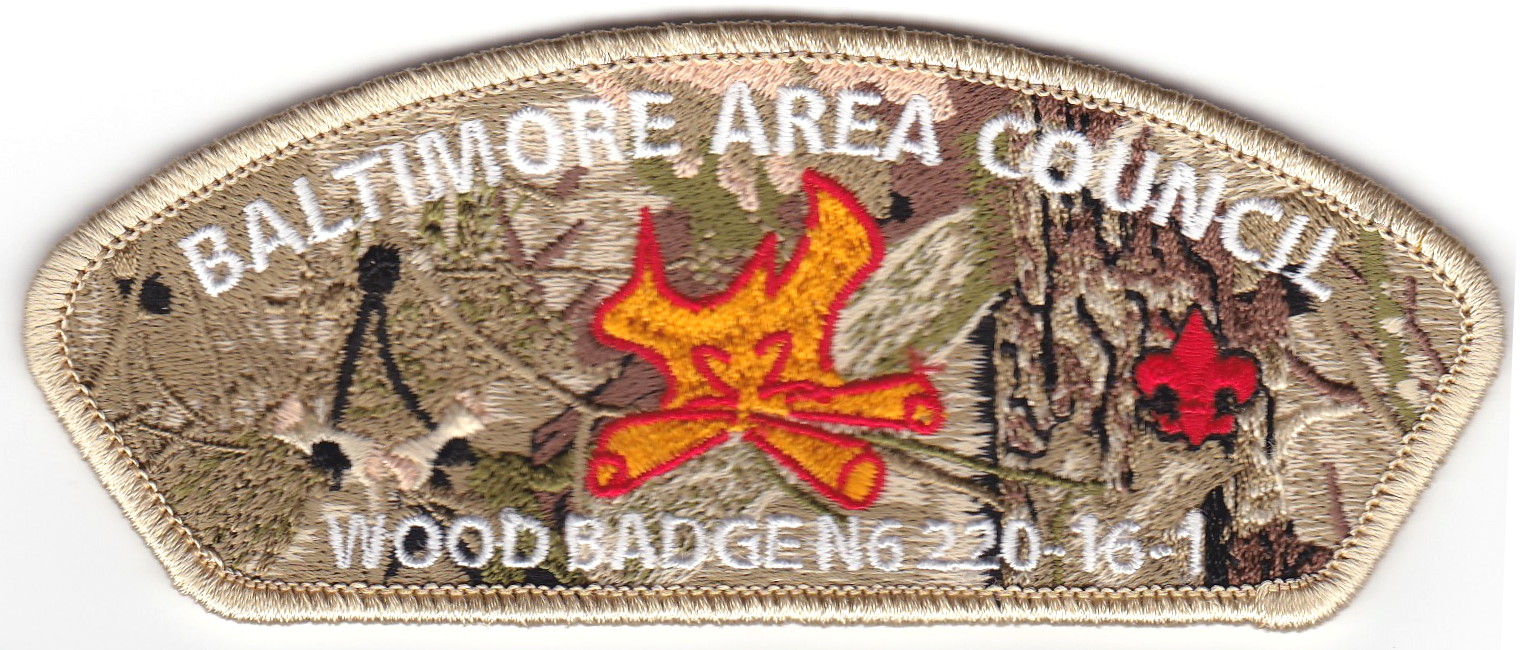 BALTIMORE AREA COUNCIL
WOOD BADGE N6 220-16-1